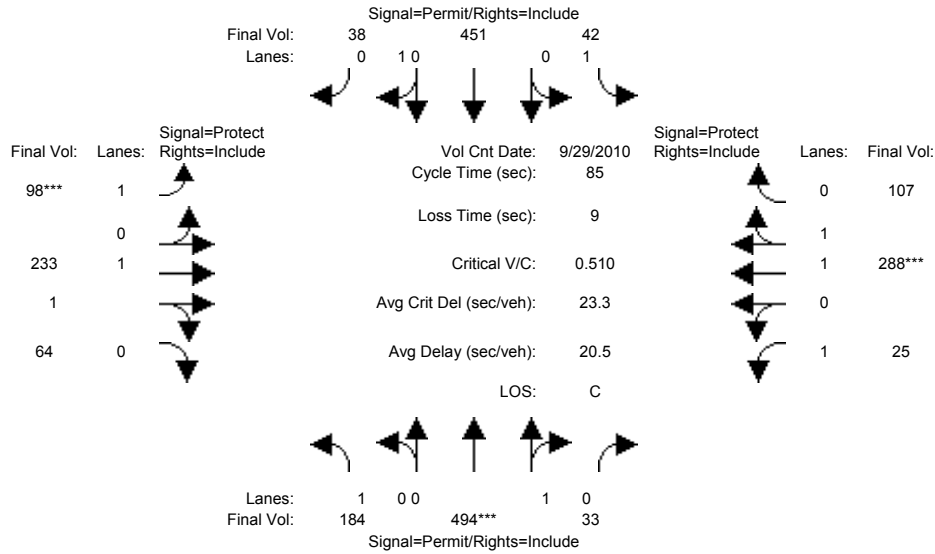 Signal=Permit/Rights=Include
Final Vol: 38 451 42
Lanes: 0 1 0 0 1
Signal=Protect Signal=Protect
Final Vol: Lanes: Rights=Include Vol Cnt Date: 9/29/2010 Rights=Include Lanes: Final Vol:
Cycle Time (sec): 85
98*** 1 0 107
Loss Time (sec): 9
0 1
233 1 Critical V/C: 0.510 1 288***
1 Avg Crit Del (sec/veh): 23.3 0
64 0 Avg Delay (sec/veh): 20.5 1 25
LOS: C
Lanes: 1 0 0 1 0
Final Vol: 184 494*** 33
Signal=Permit/Rights=Include